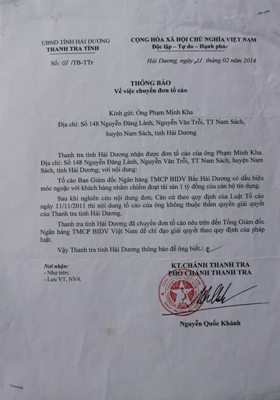 UBND TỈNH HẢI DƯƠNG
THANH TRA TỈNH
Số: 01 /TB-TTr
CỘNG HÒA XÃ HỘI CHỦ NGHĨA VIỆT NAM
Độc lập – Tự do – Hạnh phúc
Hải Dương, ngày 21 tháng 02 năm 2014
THÔNG BÁO
Về việc chuyển đơn tố cáo
Kính gửi: Ông Phạm Minh Kha
Địa chỉ: Số 148 Nguyễn Đăng Lành, Nguyễn Văn Trỗi, TT Nam Sách,
huyện Nam Sách, tỉnh Hải Dương
Thanh tra tỉnh Hải Dương nhận được đơn tố cáo của ông Phạm Minh Kha.
Địa chỉ: Số 148 Nguyễn Đăng Lành, Nguyễn Văn Trỗi, TT Nam Sách, huyện Nam
Sách, tỉnh Hải Dương; với nội dung:
Tố cáo Ban Giám đốc Ngân hàng TMCP BIDV Bắc Hải Dương có dấu hiệu
móc ngoặc với khách hàng nhằm chiếm đoạt tài sản 1 tỷ đồng của cán bộ tín dụng.
Sau khi nghiên cứu nội dung đơn; Căn cứ theo quy định của Luật Tố cáo
ngày 11/11/2011 thì nội dung tố cáo của ông không thuộc thẩm quyền giải quyết
của Thanh tra tỉnh Hải Dương.
Thanh tra tỉnh Hải Dương đã chuyển đơn tố cáo nêu trên đến Tổng Giám đốc
Ngân hàng TMCP BIDV Việt Nam để chỉ đạo giải quyết theo quy định của pháp
luật.
Vậy Thanh tra tỉnh Hải Dương thông báo để ông biết./.
Nơi nhận:
- Như trên;
- Lưu VT, NV4.
KT.CHÁNH THANH TRA
PHÓ CHÁNH THANH TRA
Nguyễn Quốc Khánh